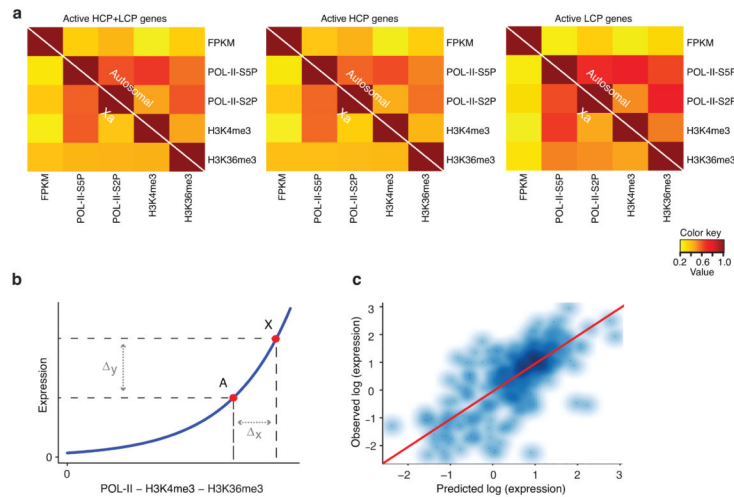 a
Active HCP+LCP genes
FPKM
POL-II-S5P
POL-II-S2P
H3K4me3
H3K36me3
Autosomal
Xa
FPKM
POL-II-S5P
POL-II-S2P
H3K4me3
H3K36me3
Active HCP genes
FPKM
POL-II-S5P
POL-II-S2P
H3K4me3
H3K36me3
Autosomal
Xa
FPKM
POL-II-S5P
POL-II-S2P
H3K4me3
H3K36me3
Active LCP genes
FPKM
POL-II-S5P
POL-II-S2P
H3K4me3
H3K36me3
Autosomal
Xa
FPKM
POL-II-S5P
POL-II-S2P
H3K4me3
H3K36me3
Color key
0.2 0.6 1.0
Value
b
X
Δy
A
Δx
Expression
0
0
POL-II – H3K4me3 – H3K36me3
c
Observed log (expression)
3
2
1
0
-1
-2
−2 −1 0 1 2 3
Predicted log (expression)